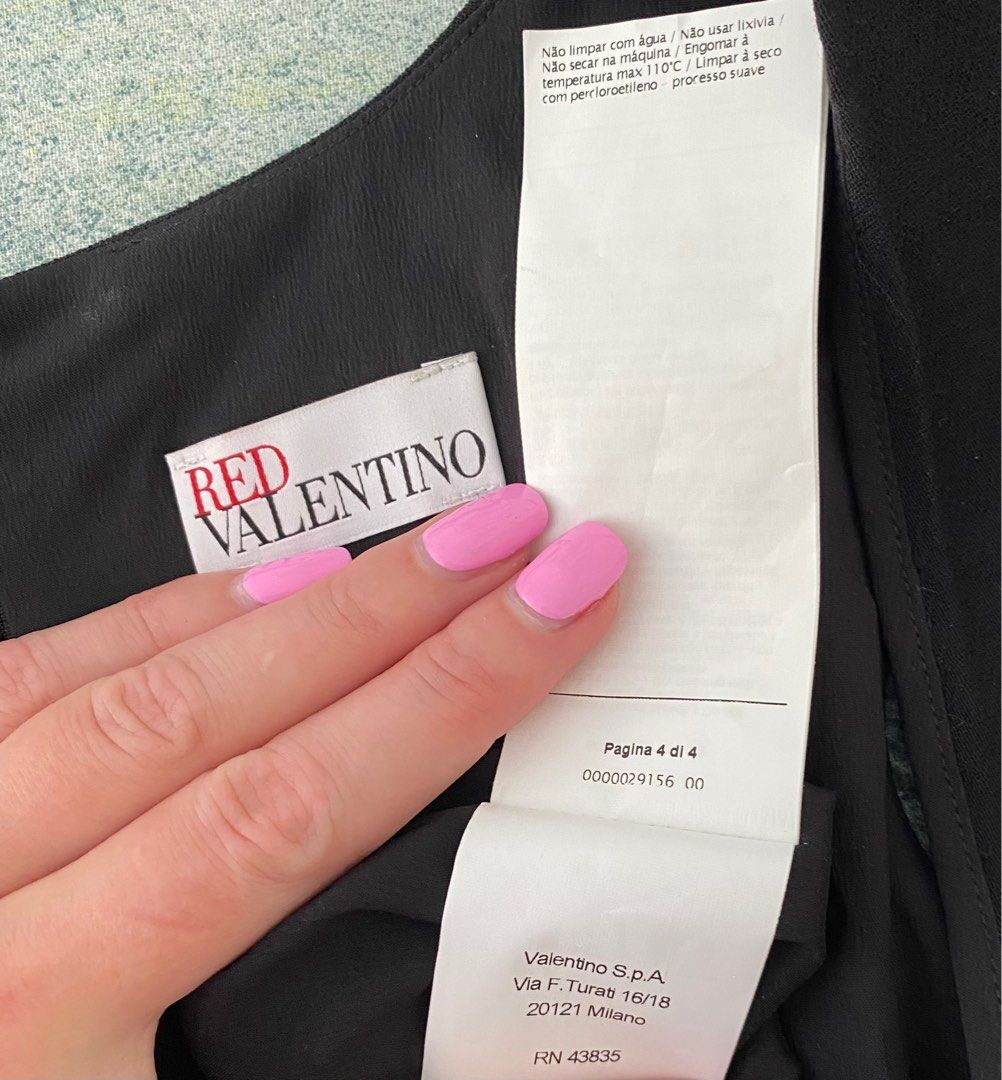 Não limpar com água / Não usar lixívia /
Não secar na máquina / Engomar à
temperatura max 110°C / Limpar à seco
com percloroetileno - processo suave
RED
VALENTINO
Pagina 4 di 4
0000029156 00
Valentino S.p.A.
Via F.Turati 16/18
20121 Milano
RN 43835